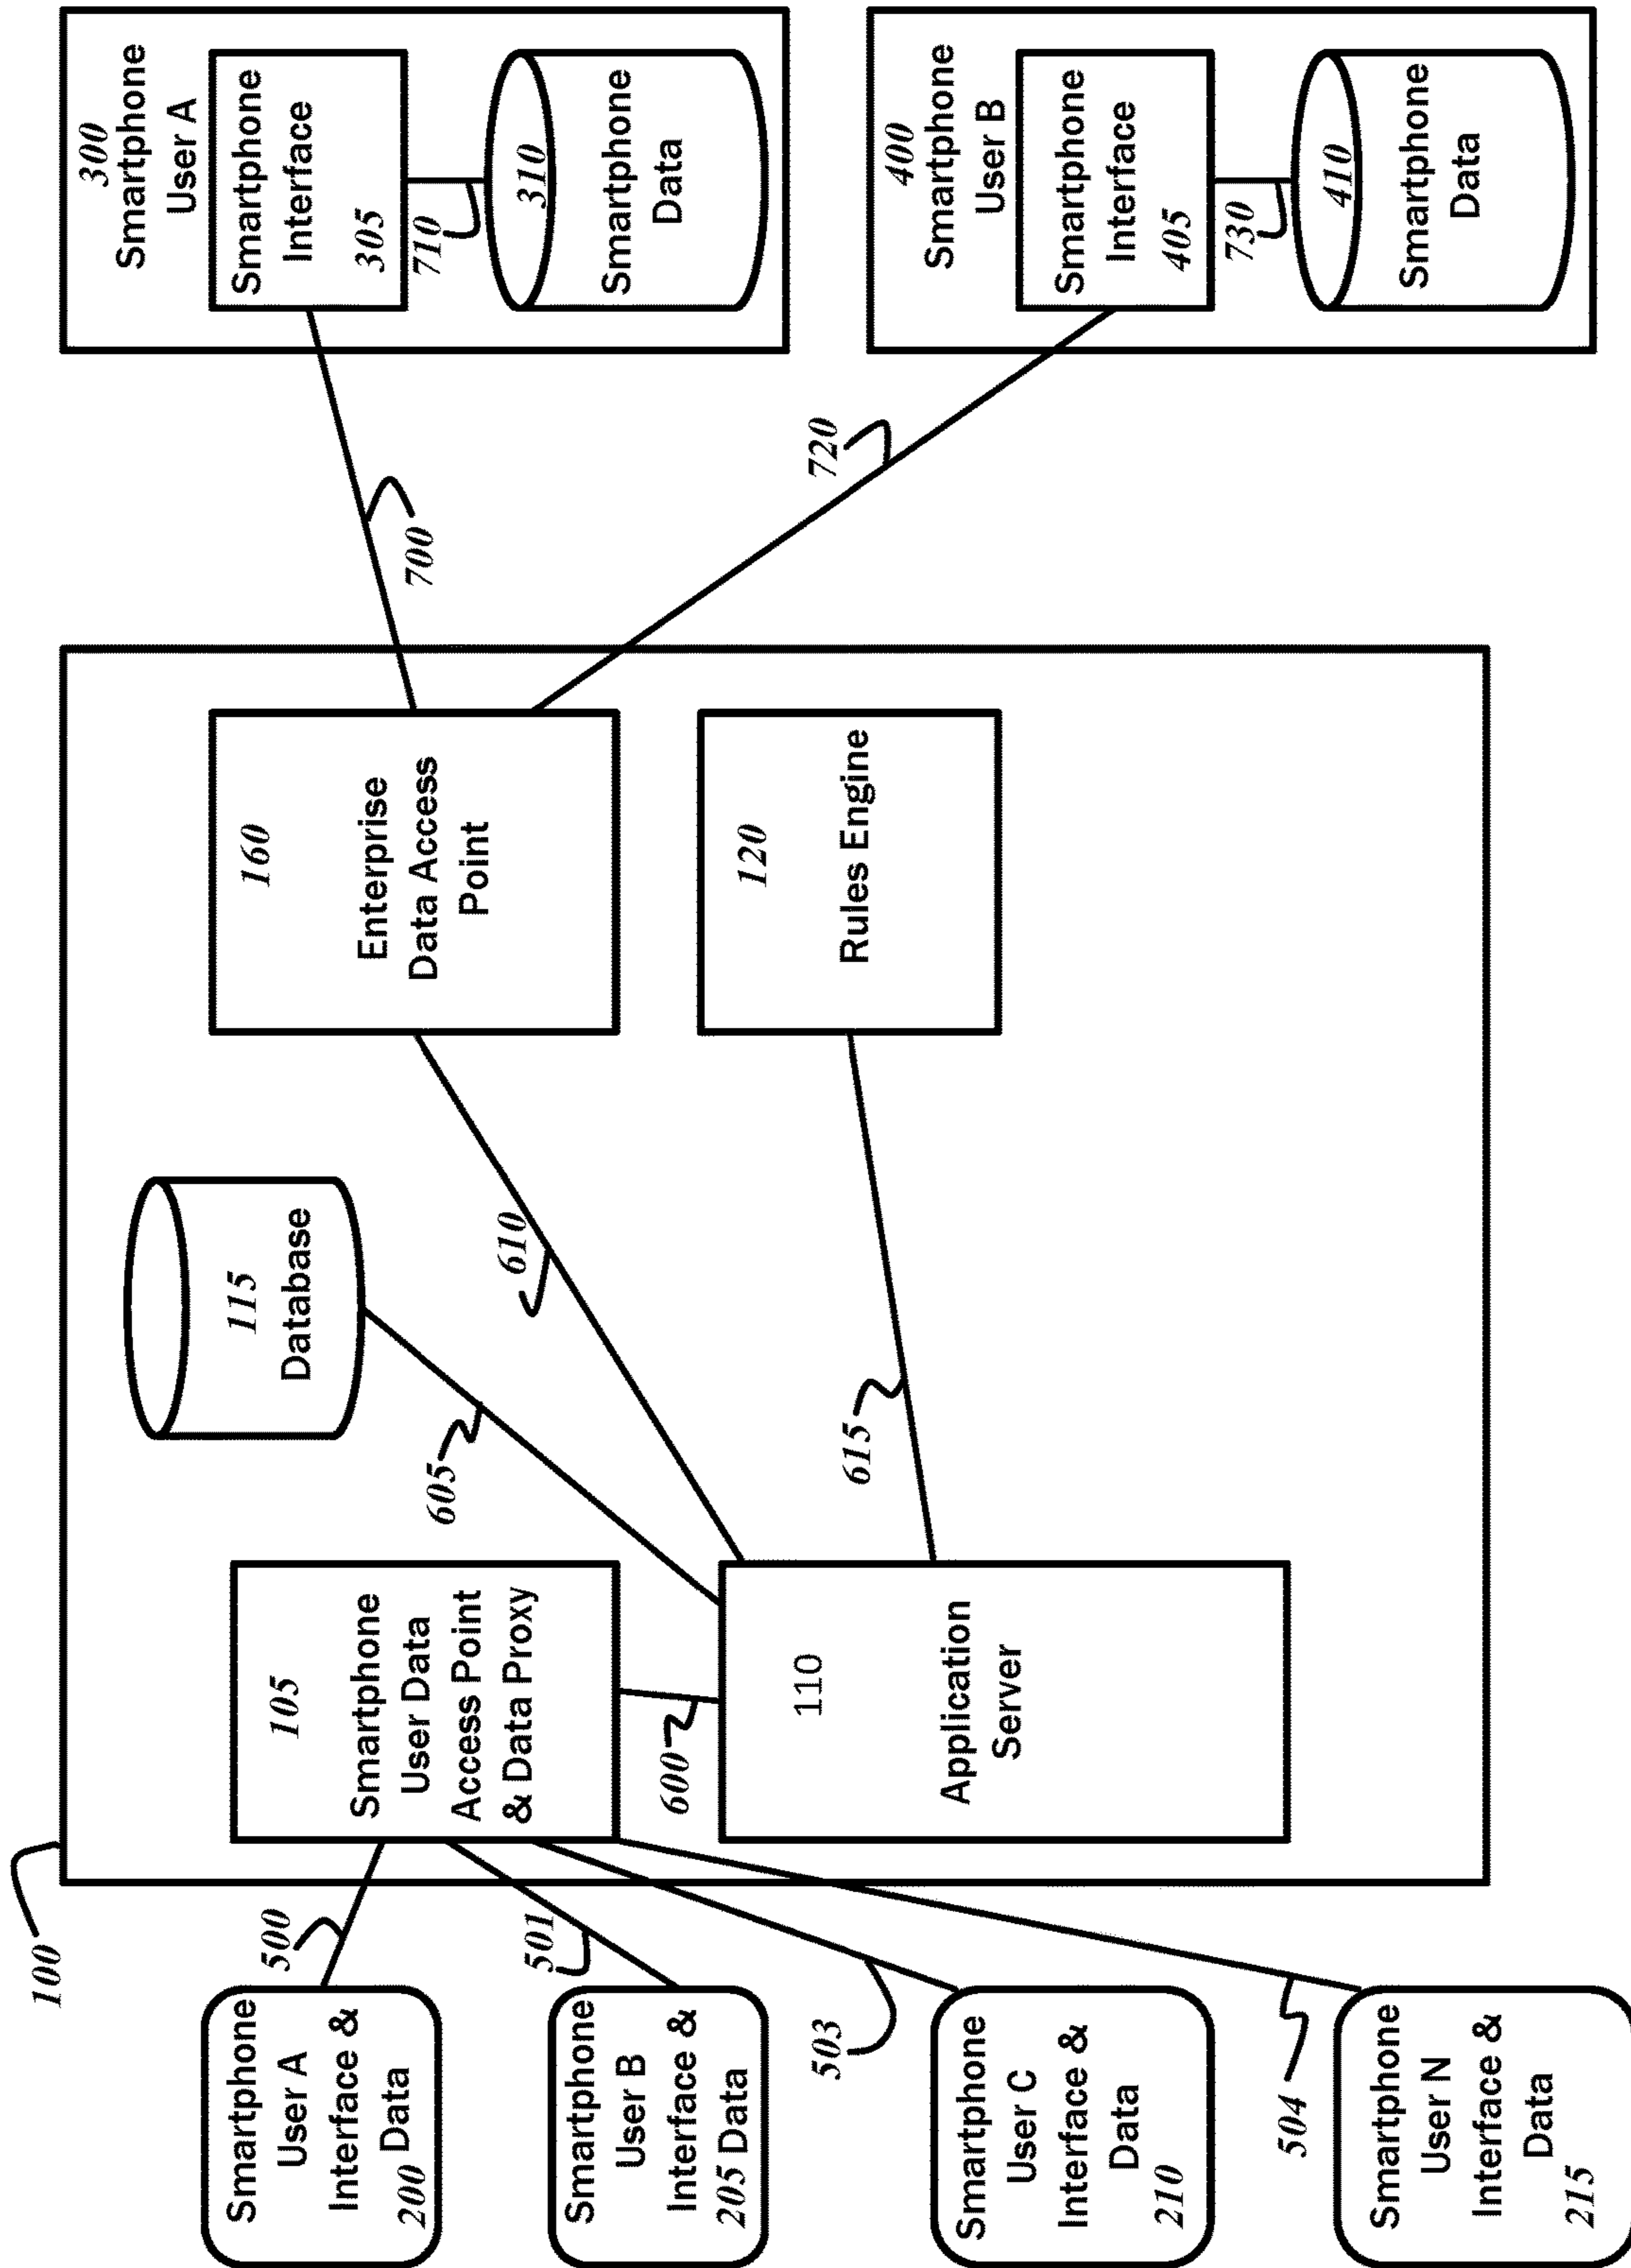 100
Smartphone
User A
Interface &
Data
200
500
Smartphone
User B
Interface &
205 Data
501
Smartphone
User C
Interface &
Data
210
503
Smartphone
User N
Interface &
Data
215
504
105
Smartphone
User Data
Access Point
& Data Proxy
600
110
Application
Server
605
115
Database
610
615
160
Enterprise
Data Access
Point
120
Rules Engine
700
720
300
Smartphone
User A
Smartphone
Interface
305
710
310
Smartphone
Data
400
Smartphone
User B
Smartphone
Interface
405
730
410
Smartphone
Data